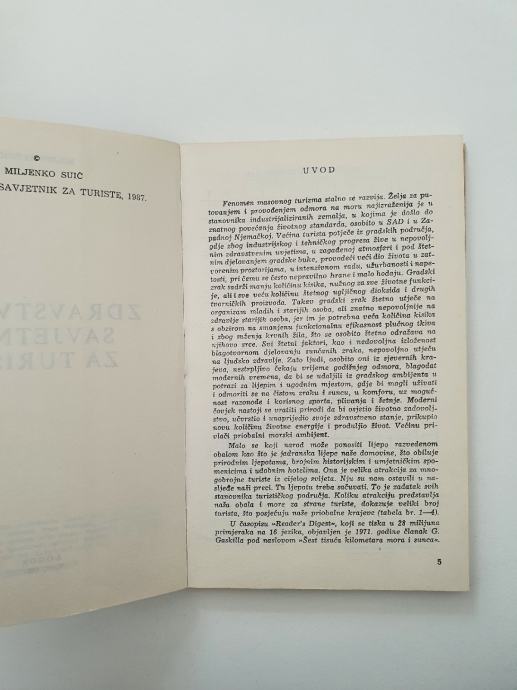 ©
MILJENKO SUIĆ
SAVJETNIK ZA TURISTE, 1987.
UVOD
Fenomen masovnog turizma stalno se razvija. Želja za pu-
tovanjem i provođenjem odmora na moru najizraženija je u
stanovnika industrijaliziranih zemalja, u kojima je došlo do
znatnog povećanja životnog standarda, osobito u SAD i u Za-
padnoj Njemačkoj. Većina turista potječe iz gradskih područja,
gdje zbog industrijskog i tehničkog progresa žive u nepovolj-
nim zdravstvenim uvjetima, u zagađenoj atmosferi i pod štet-
nim djelovanjem gradske buke, provodeći veći dio života u zat-
vorenim prostorijama, u intenzivnom radu, užurbanosti i nape-
tosti, pri čemu se često nepravilno hrane i malo hodaju. Gradski
zrak sadrži manju količinu kisika, nužnog za sve životne funkci-
je, ali i sve veću količinu štetnog ugljičnog dioksida i drugih
tvorničkih proizvoda. Takav gradski zrak štetno utječe na
organizam mlađih i starijih osoba, ali znatno nepovoljnije na
zdravlje starijih osoba, jer im je potrebna veća količina kisika
s obzirom na smanjenu funkcionalnu efikasnost plućnog tkiva
i zbog mženja krvnih žila, što se osobito štetno odražava na
njihovo srce. Svi štetni faktori, kao i nedovoljna izloženost
blagotvornom djelovanju sunčanih zraka, nepovoljno utječu
na ljudsko zdravlje. Zato ljudi, osobito oni iz sjevernih kra-
jeva, nestrpljivo čekaju vrijeme godišnjeg odmora, blagodat
modernih vremena, da bi se udaljili iz gradskog ambijenta u
potrazi za lijepim i ugodnim mjestom, gdje bi mogli uživati
i odmoriti se na čistom zraku i suncu, u komforu, uz moguć-
nost razonode i korisnog sporta, plivanja i šetnje. Moderni
čovjek nastoji se vratiti prirodi da bi osjetio životno zadovolj-
stvo, učvrstio i unaprijedio svoje zdravstveno stanje, prikupio
novu količinu životne energije i produljio život. Većinu pri-
vlači priobalni morski ambijent.
Malo se koji narod može ponositi lijepo razvedenom
obalom kao što je jadranska lijepe naše domovine, što obiluje
prirodnim ljepotama, brojnim historijskim i umjetničkim spo-
menicima i udobnim hotelima. Ona je velika atrakcija za mno-
gobrojne turiste iz cijelog svijeta. Nju su nam ostavili u na-
sljeđe naši preci. Tu ljepotu treba sačuvati. To je zadatak svih
stanovnika turističkog područja. Koliku atrakciju predstavlja
naša obala i more za strane turiste, dokazuje veliki broj
turista, što posjećuju naše priobalne krajeve (tabela br. 1—4).
U časopisu »Reader's Digest«, koji se tiska u 28 milijuna
primjeraka na 16 jezika, objavljen je 1971. godine članak G.
Gaskilla pod naslovom »Šest tisuća kilometara mora i sunca«.
5